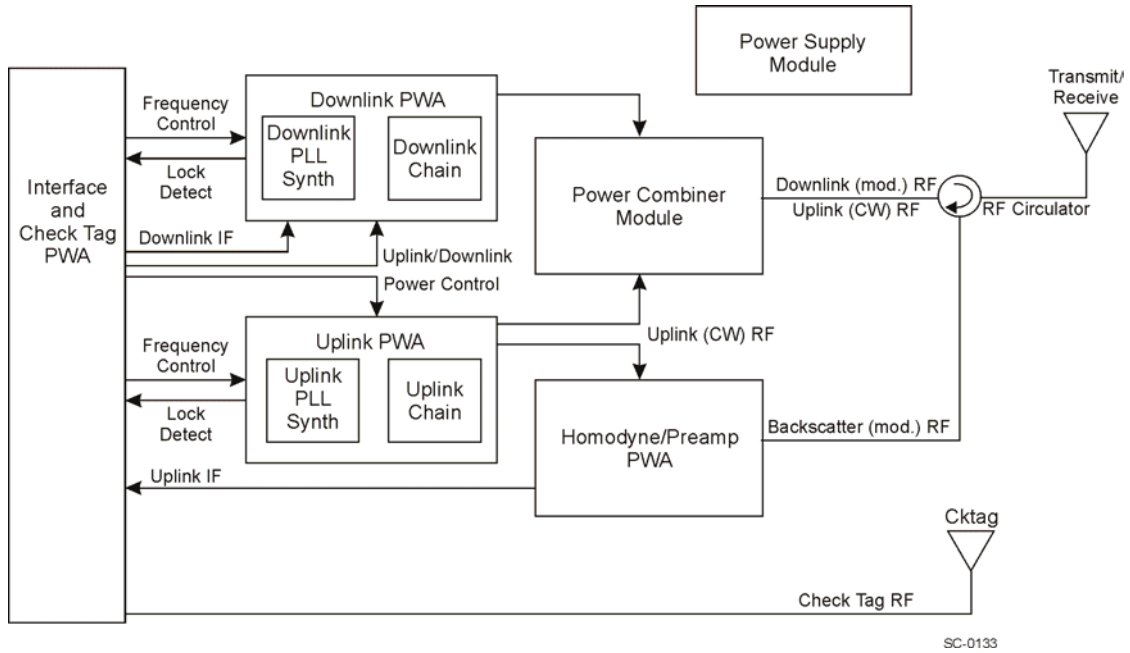 Power Supply
Module
Transmit/
Receive
Interface
and
Check Tag
PWA
Frequency
Control
Lock
Detect
Downlink IF
Downlink PWA
Downlink
PLL
Synth
Downlink
Chain
Uplink/Downlink
Power Control
Power Combiner
Module
Downlink (mod.) RF
Uplink (CW) RF
RF Circulator
Frequency
Control
Lock
Detect
Uplink IF
Uplink PWA
Uplink
PLL
Synth
Uplink
Chain
Uplink (CW) RF
Homodyne/Preamp
PWA
Backscatter (mod.) RF
Cktag
Check Tag RF
SC-0133